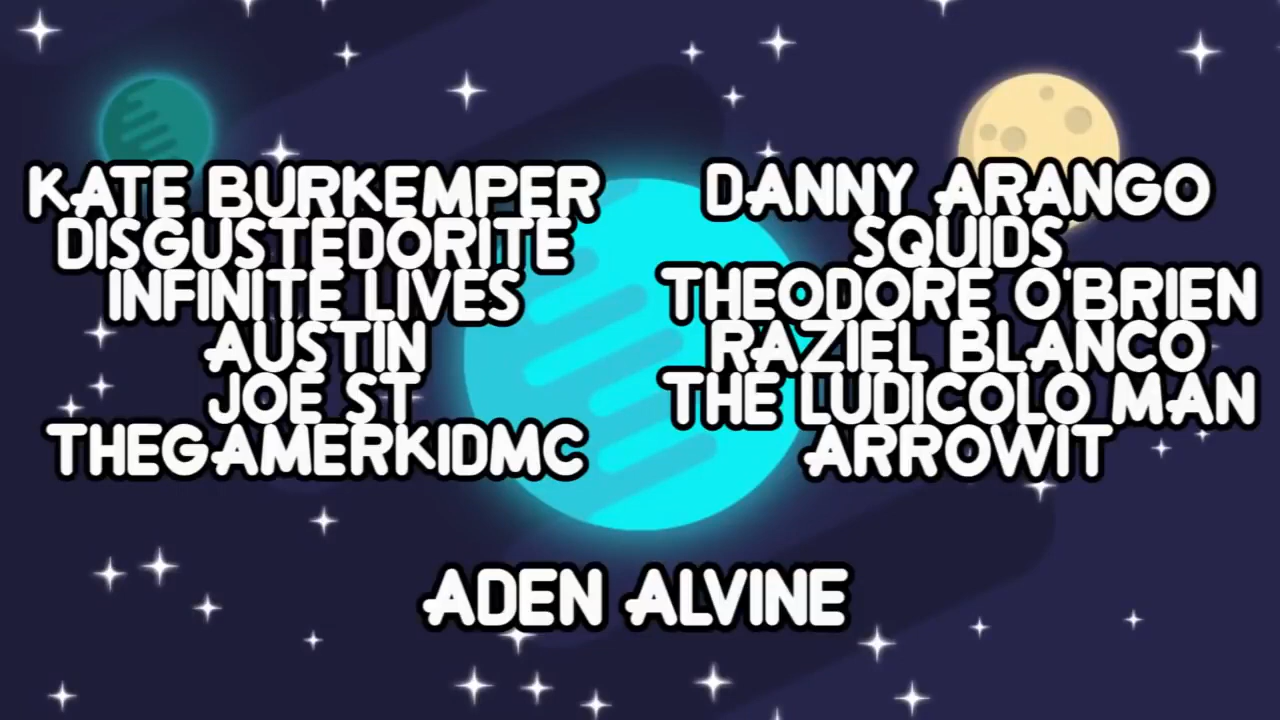 KATE BURKEMPER
DISGUSTEDORITE
INFINITE LIVES
AUSTIN
JOE ST
THEGAMERKIDMC
DANNY ARANGO
SQUIDS
THEODORE O'BRIEN
RAZIEL BLANCO
THE LUDICOLO MAN
ARROWIT
ADEN ALVINE